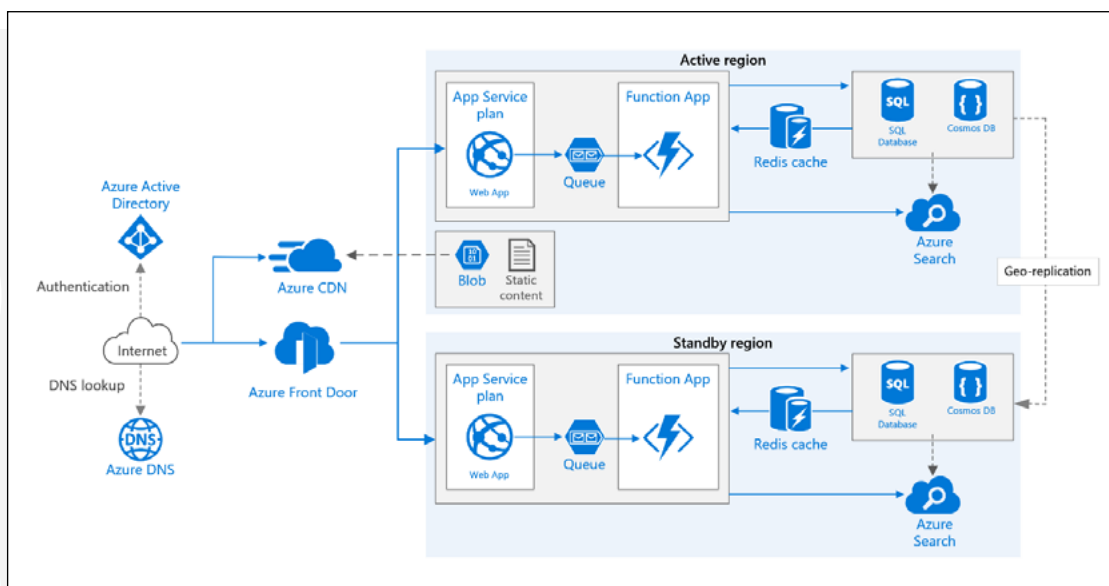 Active region
App Service
plan
Web App
Queue
Function App
Redis cache
SQL
SQL
Database
{ }
Cosmos DB
Azure
Search
Azure Active
Directory
Authentication
Internet
DNS lookup
DNS
Azure DNS
Azure CDN
Azure Front Door
10
01
Blob
Static
content
Geo-replication
Standby region
App Service
plan
Web App
Queue
Function App
Redis cache
SQL
SQL
Database
{ }
Cosmos DB
Azure
Search